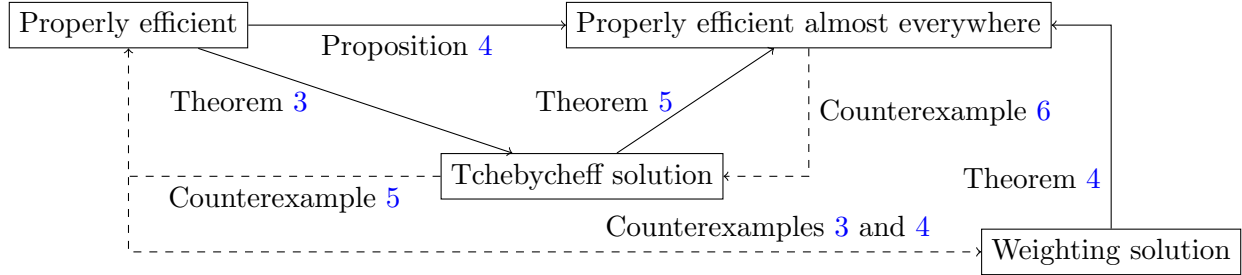 Properly efficient
Properly efficient almost everywhere
Proposition 4
Theorem 3
Theorem 5
Counterexample 6
Tchebycheff solution
Theorem 4
Counterexample 5
Counterexamples 3 and 4
Weighting solution